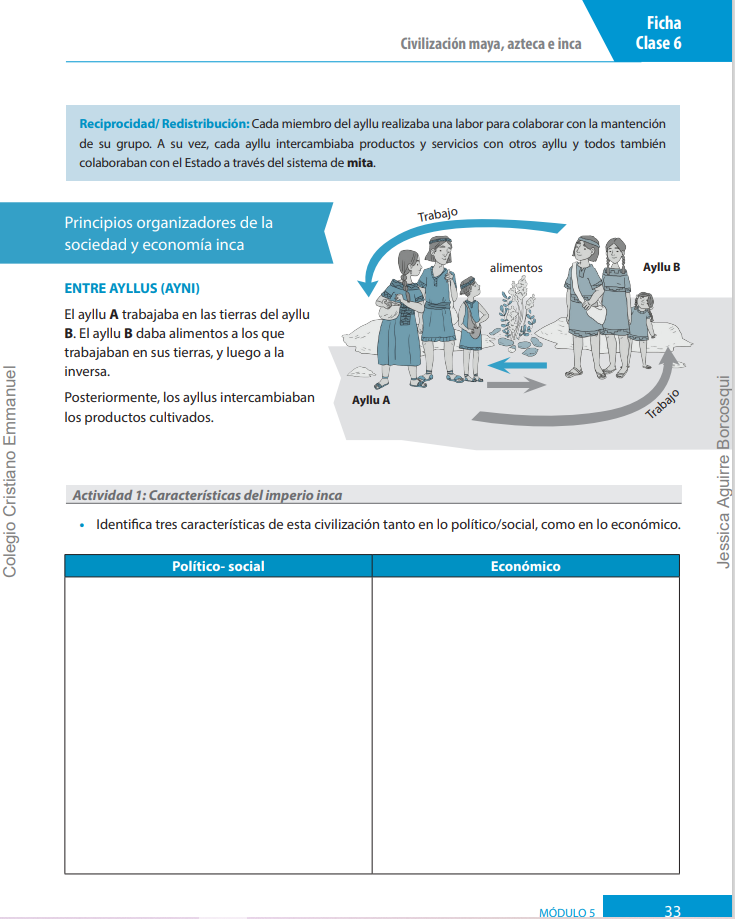 Ficha
Clase 6
Civilización maya, azteca e inca
Reciprocidad/ Redistribución: Cada miembro del ayllu realizaba una labor para colaborar con la mantención
de su grupo. A su vez, cada ayllu intercambiaba productos y servicios con otros ayllu y todos también
colaboraban con el Estado a través del sistema de mita.
Principios organizadores de la
sociedad y economía inca
ENTRE AYLLUS (AYNI)
El ayllu A trabajaba en las tierras del ayllu
B. El ayllu B daba alimentos a los que
trabajaban en sus tierras, y luego a la
inversa.
Posteriormente, los ayllus intercambiaban
los productos cultivados.
Trabajo
alimentos
Ayllu B
Ayllu A
Trabajo
Actividad 1: Características del imperio inca
• Identifica tres características de esta civilización tanto en lo político/social, como en lo económico.
Político- social
Económico
Colegio Cristiano Emmanuel
Jessica Aguirre Borcosqui
MÓDULO 5
33